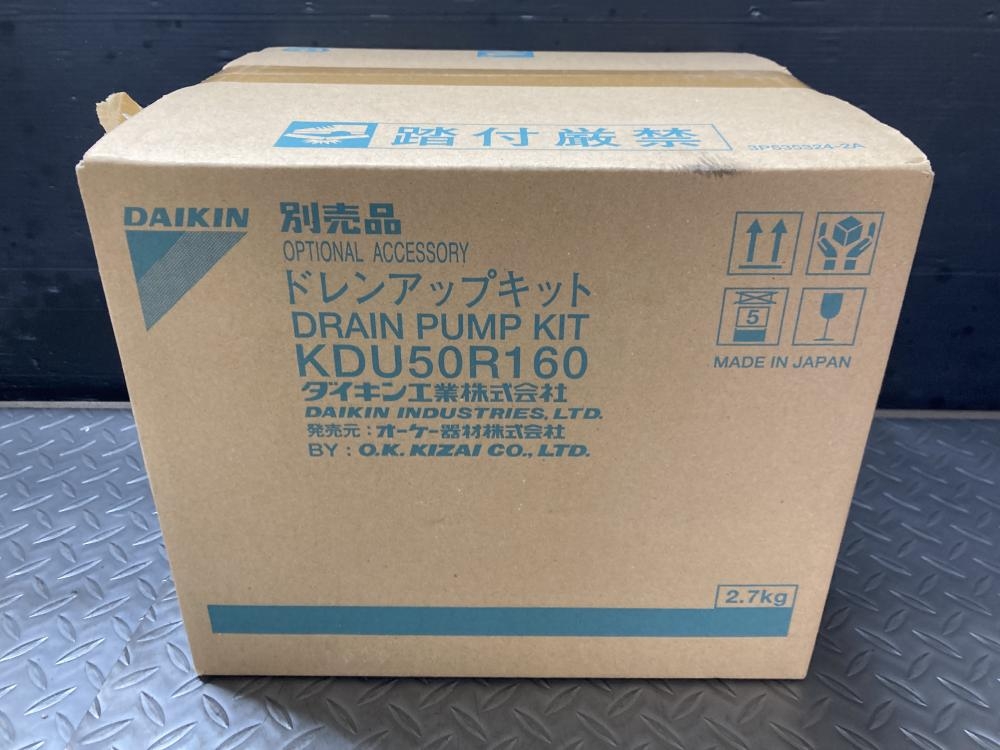 踏付厳禁
3P535324-2A
DAIKIN
別売品
OPTIONAL ACCESSORY
ドレンアップキット
DRAIN PUMP KIT
KDU50R160
ダイキン工業株式会社
DAIKIN INDUSTRIES, LTD.
発売元:オーケー器材株式会社
BY : O.K. KIZAI CO., LTD.
5
MADE IN JAPAN
2.7kg